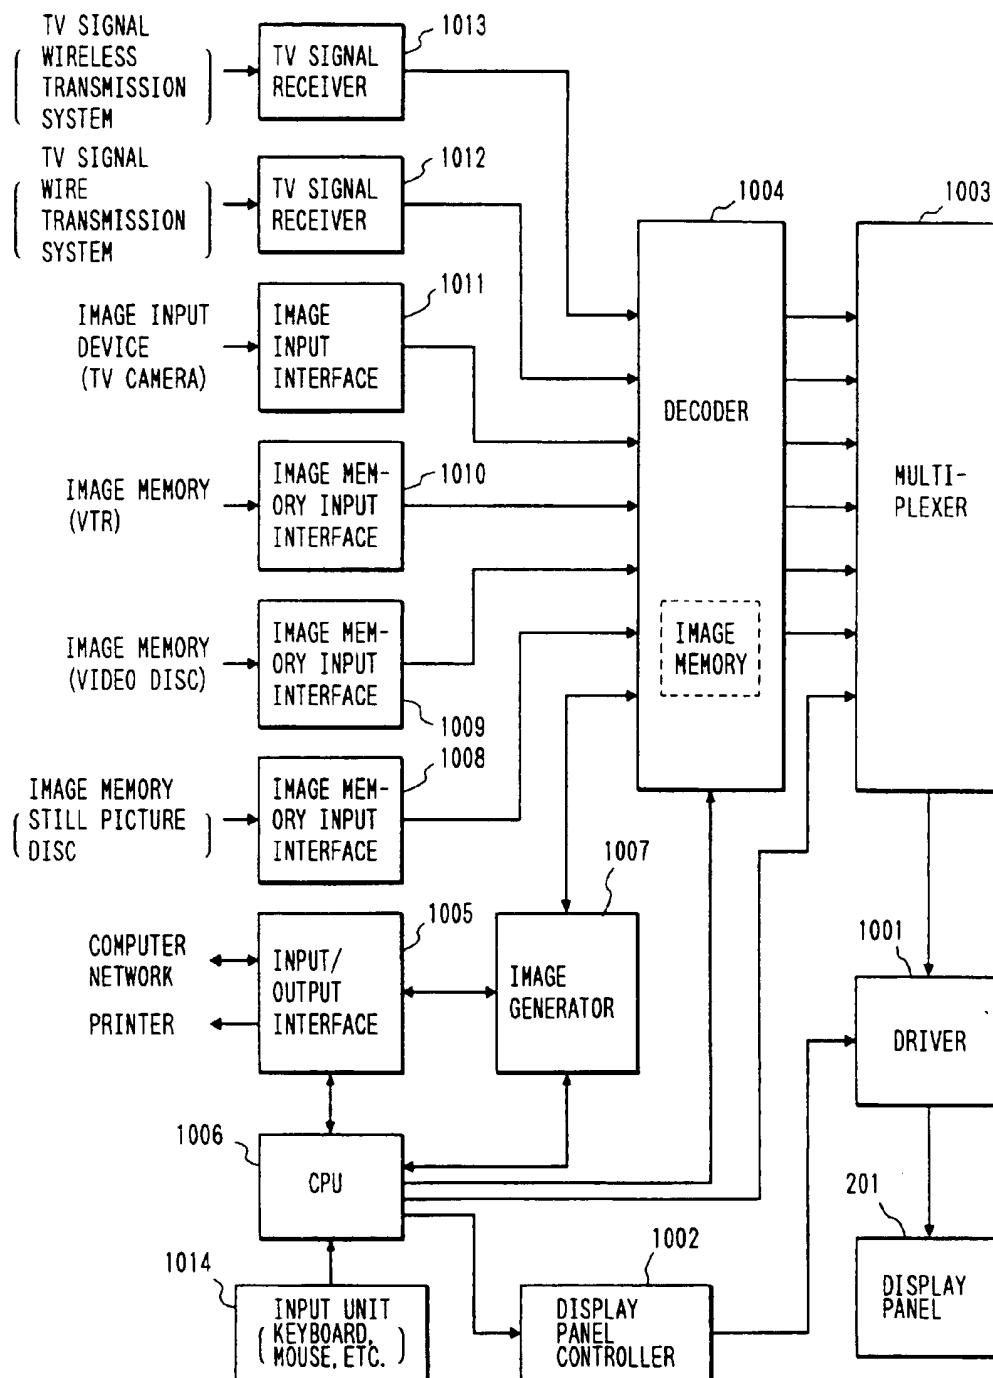 TV SIGNAL
WIRELESS
TRANSMISSION
SYSTEM
TV SIGNAL
RECEIVER
1013
TV SIGNAL
WIRE
TRANSMISSION
SYSTEM
TV SIGNAL
RECEIVER
1012
IMAGE INPUT
DEVICE
(TV CAMERA)
IMAGE
INPUT
INTERFACE
1011
IMAGE MEMORY
(VTR)
IMAGE MEM-
ORY INPUT
INTERFACE
1010
IMAGE MEMORY
(VIDEO DISC)
IMAGE MEM-
ORY INPUT
INTERFACE
1009
IMAGE MEMORY
STILL PICTURE
DISC
IMAGE MEM-
ORY INPUT
INTERFACE
1008
1004
DECODER
IMAGE
MEMORY
1003
MULTI-
PLEXER
COMPUTER
NETWORK
PRINTER
INPUT/
OUTPUT
INTERFACE
1005
IMAGE
GENERATOR
1007
1001
DRIVER
1006
CPU
201
DISPLAY
PANEL
1014
INPUT UNIT
KEYBOARD,
MOUSE, ETC.
1002
DISPLAY
PANEL
CONTROLLER